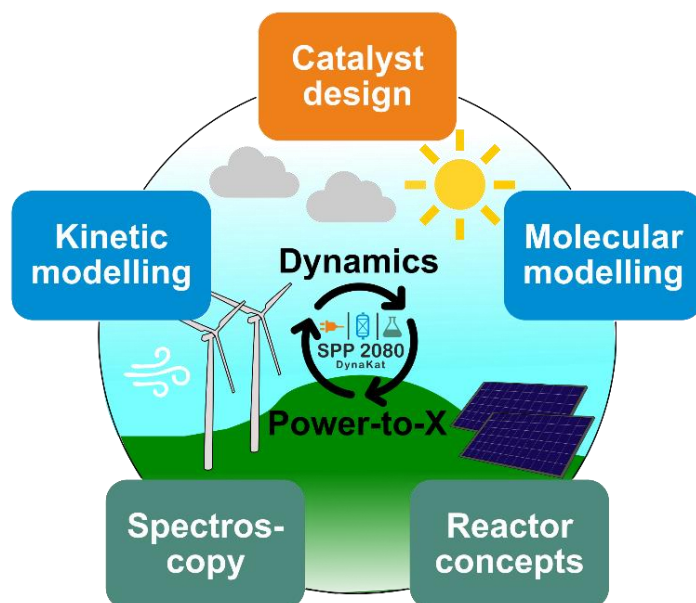 Catalyst
design
Kinetic
modelling
Molecular
modelling
Dynamics
SPP 2080
DynaKat
Power-to-X
Spectros-
copy
Reactor
concepts